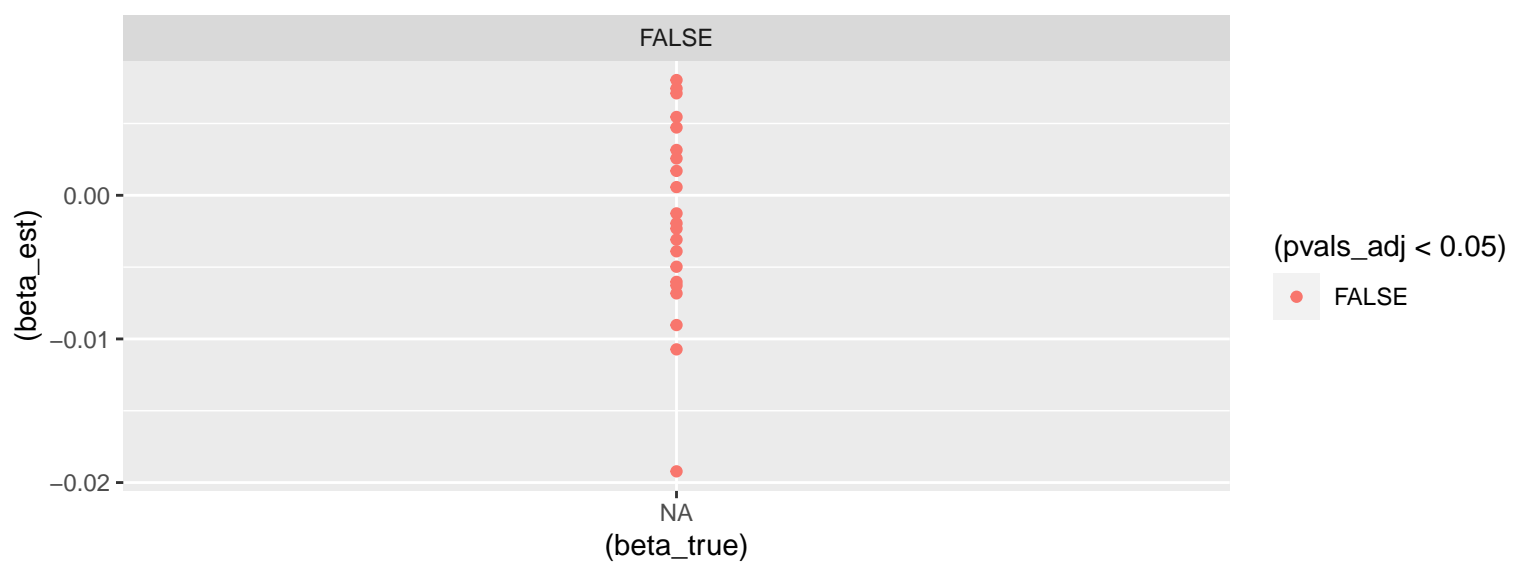 FALSE
0.00
−0.01
−0.02
(beta_est)
NA
(beta_true)
(pvals_adj < 0.05)
FALSE